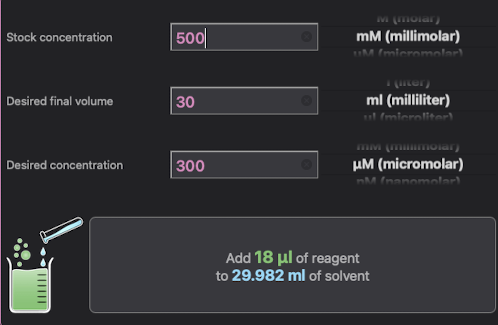 M (molar)
Stock concentration 500 mM (millimolar)
µM (micromolar)
l (liter)
Desired final volume 30 ml (milliliter)
µl (microliter)
mM (millimolar)
Desired concentration 300 µM (micromolar)
nM (nanomolar)
Add 18 µl of reagent
to 29.982 ml of solvent